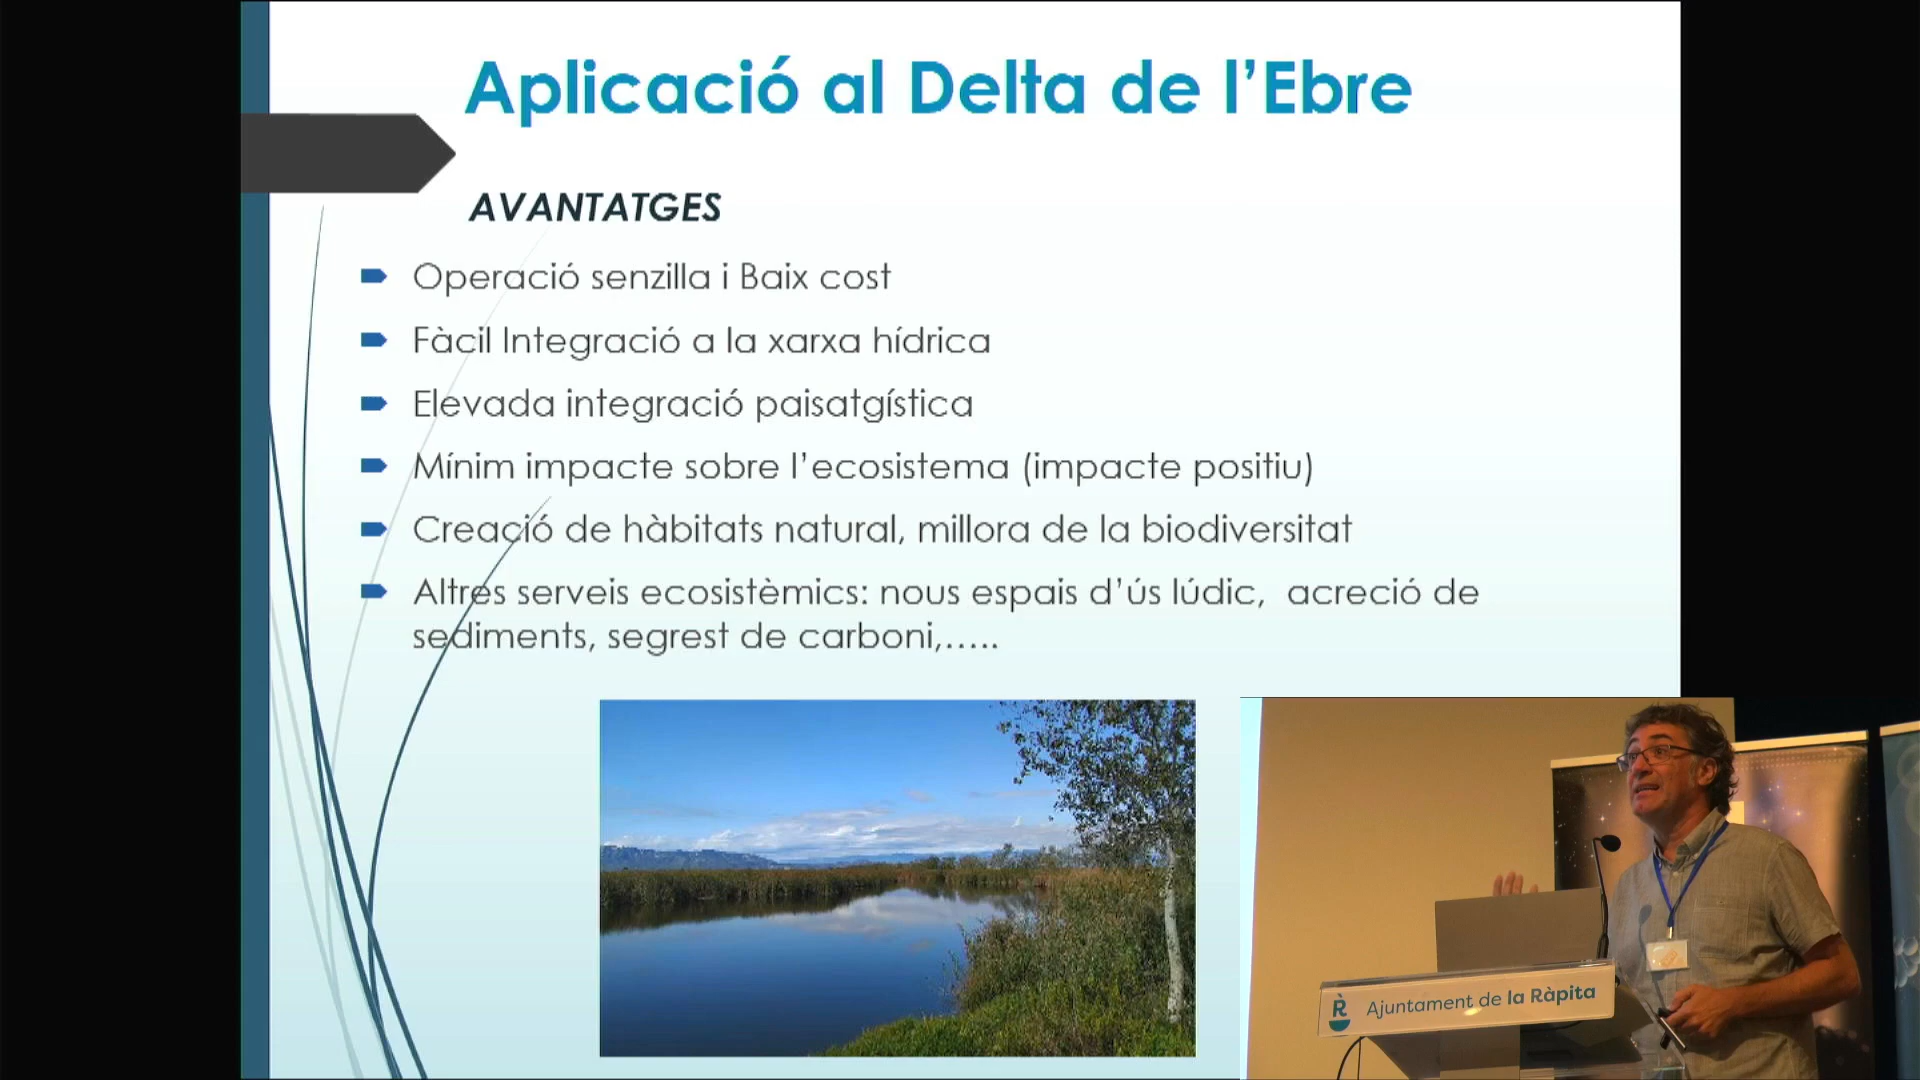 Aplicació al Delta de l’Ebre
AVANTATGES
Operació senzilla i Baix cost
Fàcil Integració a la xarxa hídrica
Elevada integració paisatgística
Mínim impacte sobre l’ecosistema (impacte positiu)
Creació de hàbitats natural, millora de la biodiversitat
Altres serveis ecosistèmics: nous espais d’ús lúdic, acreció de
sediments, segrest de carboni,.....
R̀ Ajuntament de la Ràpita